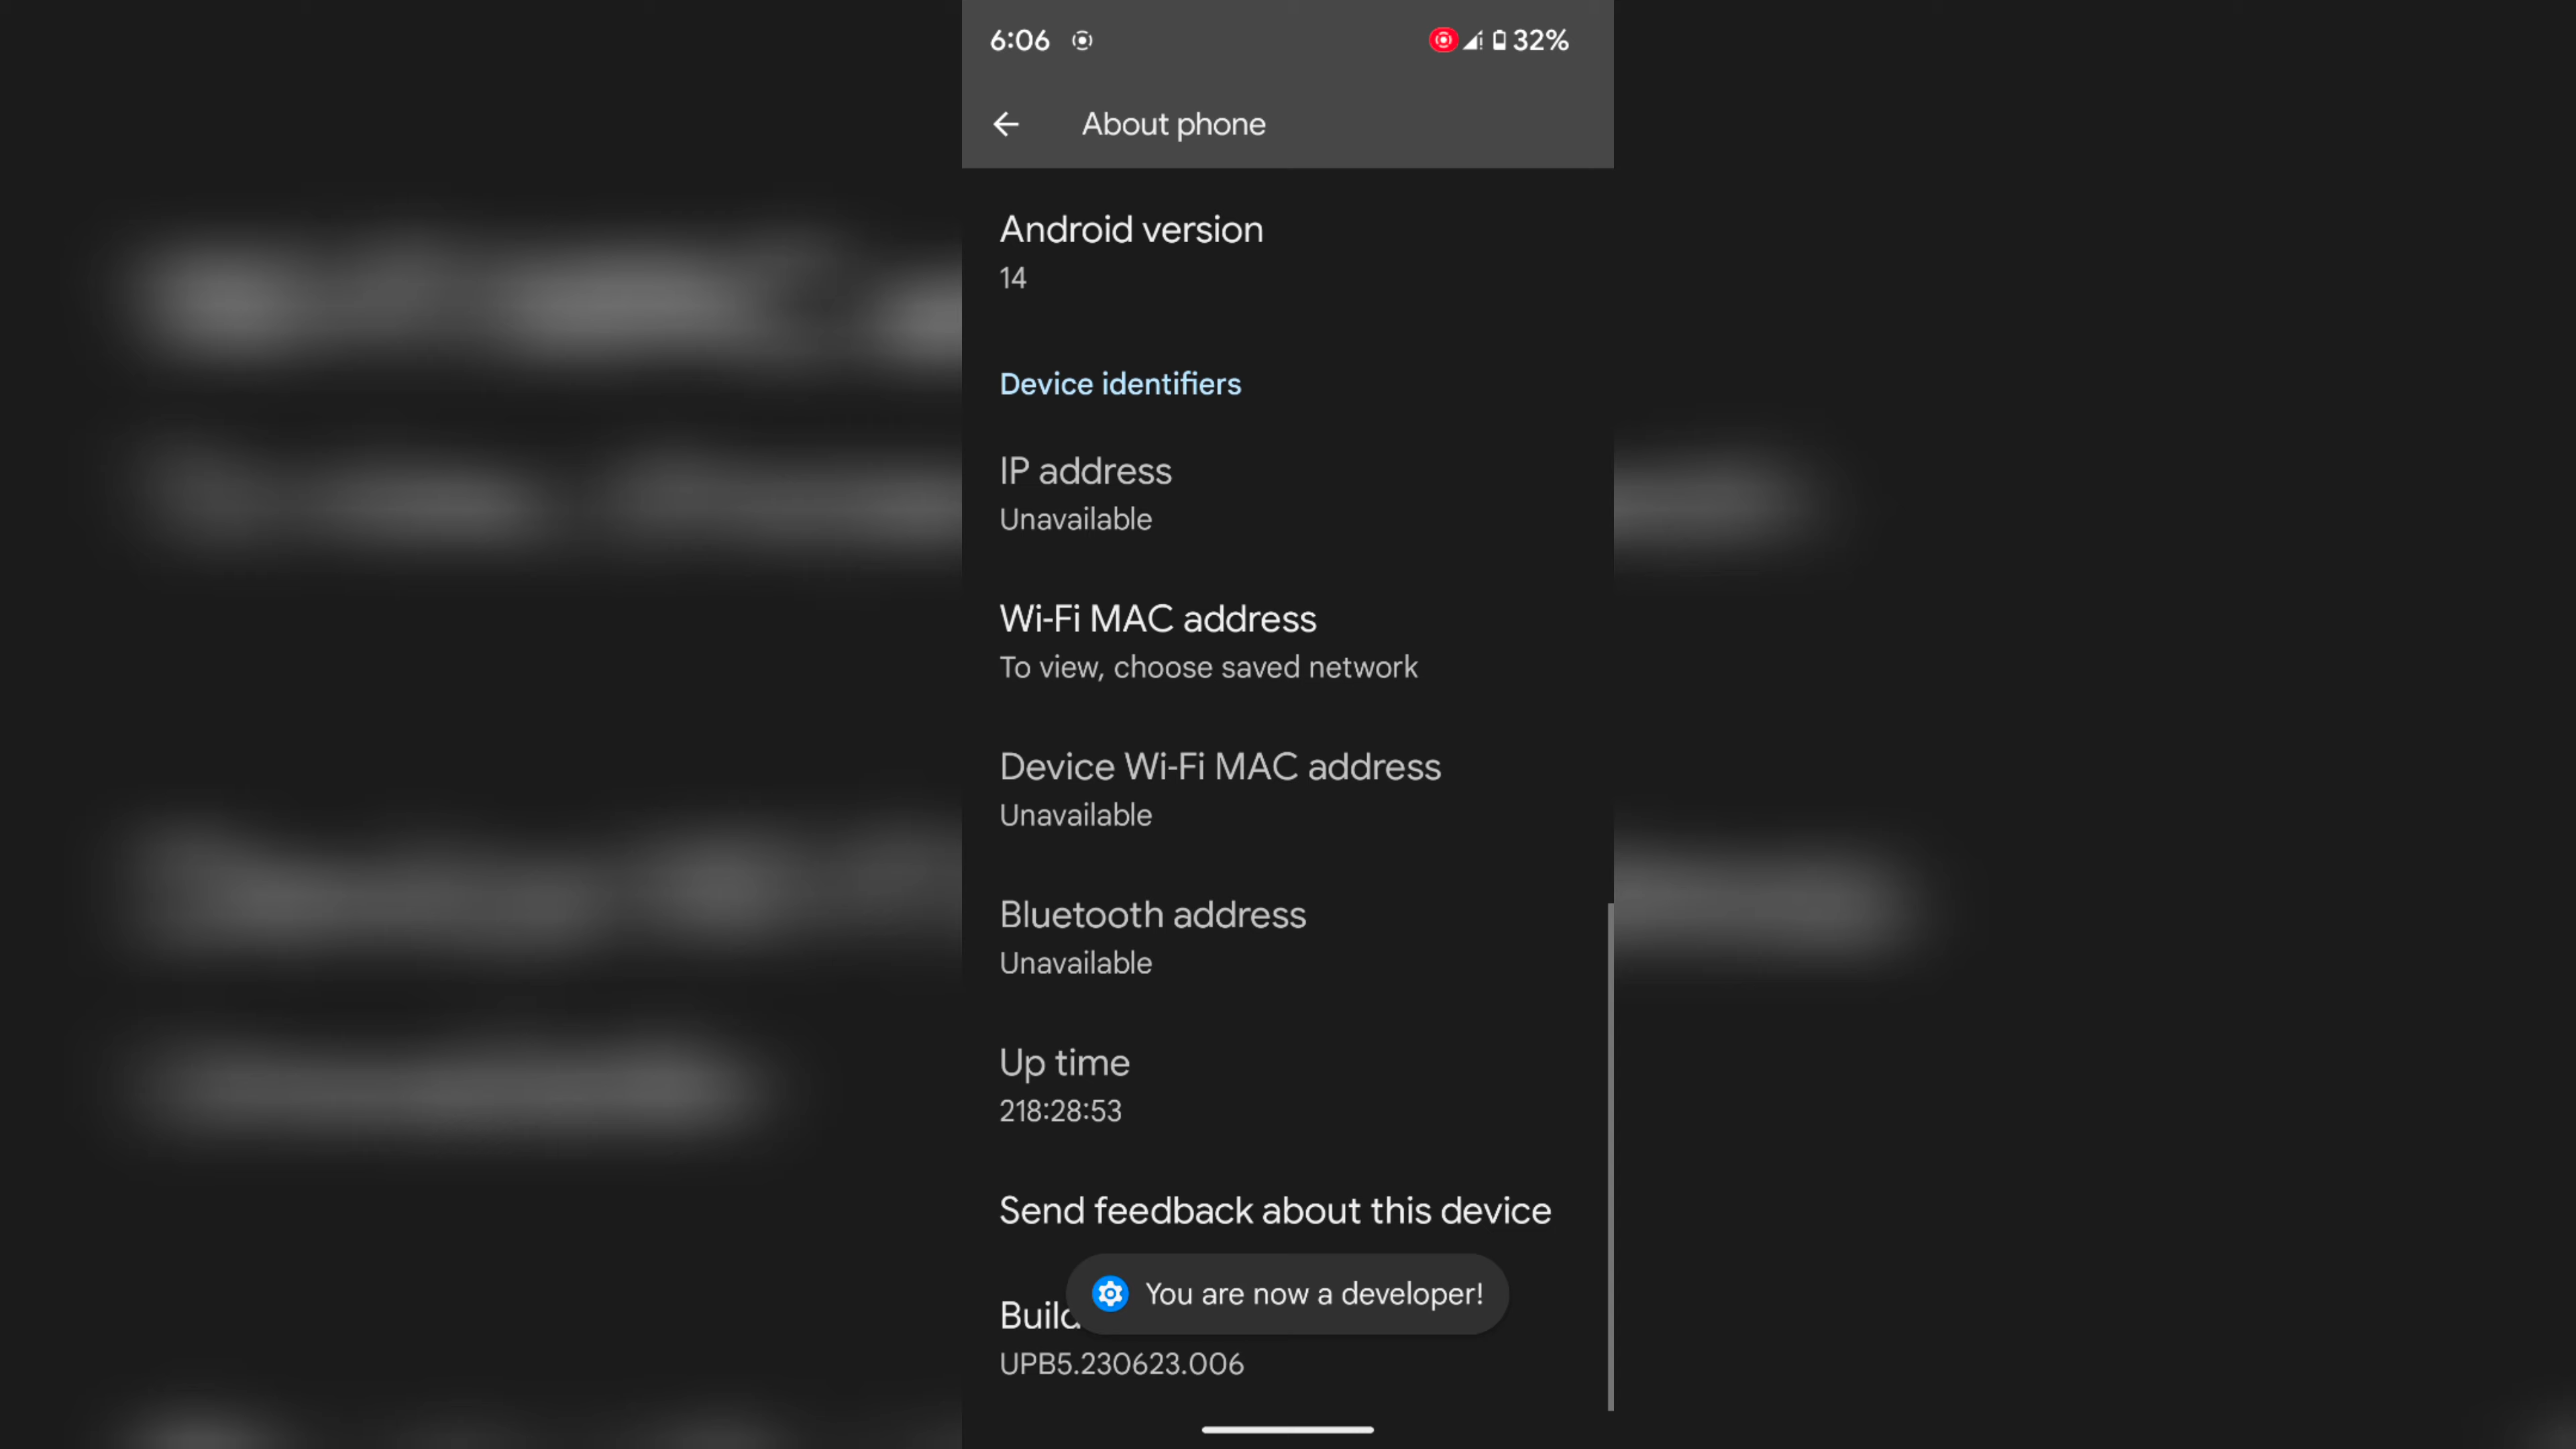 6:06 32%
About phone
Android version
14
Device identifiers
IP address
Unavailable
Wi-Fi MAC address
To view, choose saved network
Device Wi-Fi MAC address
Unavailable
Bluetooth address
Unavailable
Up time
218:28:53
Send feedback about this device
You are now a developer!
Build
UPB5.230623.006